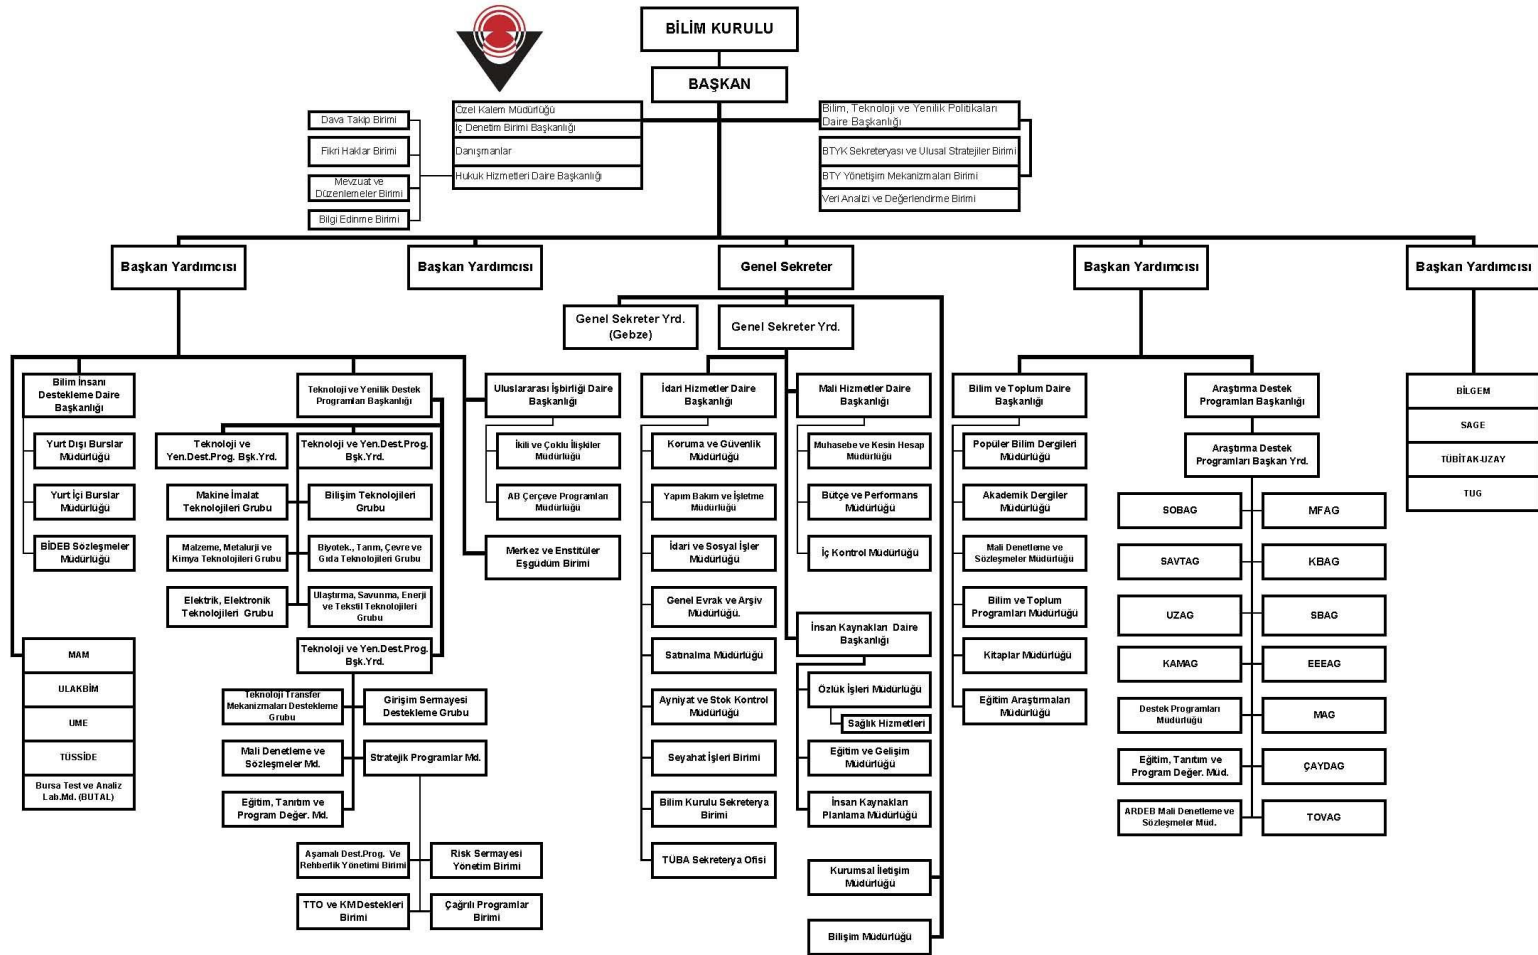 BİLİM KURULU
BAŞKAN
Özel Kalem Müdürlüğü
İç Denetim Birimi Başkanlığı
Danışmanlar
Hukuk Hizmetleri Daire Başkanlığı
Dava Takip Birimi
Fikri Haklar Birimi
Mevzuat ve
Düzenlemeler Birimi
Bilgi Edinme Birimi
Bilim, Teknoloji ve Yenilik Politikaları
Daire Başkanlığı
BTYK Sekreteryası ve Ulusal Stratejiler Birimi
BTY Yönetişim Mekanizmaları Birimi
Veri Analizi ve Değerlendirme Birimi
Başkan Yardımcısı
Başkan Yardımcısı
Genel Sekreter
Başkan Yardımcısı
Başkan Yardımcısı
Genel Sekreter Yrd.
(Gebze)
Genel Sekreter Yrd.
Bilim İnsanı
Destekleme Daire
Başkanlığı
Yurt Dışı Burslar
Müdürlüğü
Yurt İçi Burslar
Müdürlüğü
BİDEB Sözleşmeler
Müdürlüğü
MAM
ULAKBİM
UME
TÜSSİDE
Bursa Test ve Analiz
Lab.Md. (BUTAL)
Teknoloji ve Yenilik Destek
Programları Başkanlığı
Teknoloji ve
Yen.Dest.Prog. Bşk.Yrd.
Teknoloji ve Yen.Dest.Prog.
Bşk.Yrd.
Makine İmalat
Teknolojileri Grubu
Bilişim Teknolojileri
Grubu
Malzeme, Metalurji ve
Kimya Teknolojileri Grubu
Biyotek., Tarım, Çevre ve
Gıda Teknolojileri Grubu
Elektrik, Elektronik
Teknolojileri Grubu
Ulaştırma, Savunma, Enerji
ve Tekstil Teknolojileri
Grubu
Teknoloji ve Yen.Dest.Prog.
Bşk.Yrd.
Teknoloji Transfer
Mekanizmaları Destekleme
Grubu
Girişim Sermayesi
Destekleme Grubu
Mali Denetleme ve
Sözleşmeler Md.
Stratejik Programlar Md.
Eğitim, Tanıtım ve
Program Değer. Md.
Aşamalı Dest.Prog. Ve
Rehberlik Yönetimi Birimi
Risk Sermayesi
Yönetim Birimi
TTO ve KM Destekleri
Birimi
Çağrılı Programlar
Birimi
Uluslararası İşbirliği Daire
Başkanlığı
İkili ve Çoklu İlişkiler
Müdürlüğü
AB Çerçeve Programları
Müdürlüğü
Merkez ve Enstitüler
Eşgüdüm Birimi
İdari Hizmetler Daire
Başkanlığı
Koruma ve Güvenlik
Müdürlüğü
Yapım Bakım ve İşletme
Müdürlüğü
İdari ve Sosyal İşler
Müdürlüğü
Genel Evrak ve Arşiv
Müdürlüğü.
Satınalma Müdürlüğü
Ayniyat ve Stok Kontrol
Müdürlüğü
Seyahat İşleri Birimi
Bilim Kurulu Sekreterya
Birimi
TÜBA Sekreterya Ofisi
Mali Hizmetler Daire
Başkanlığı
Muhasebe ve Kesin Hesap
Müdürlüğü
Bütçe ve Performans
Müdürlüğü
İç Kontrol Müdürlüğü
İnsan Kaynakları Daire
Başkanlığı
Özlük İşleri Müdürlüğü
Sağlık Hizmetleri
Eğitim ve Gelişim
Müdürlüğü
İnsan Kaynakları
Planlama Müdürlüğü
Kurumsal İletişim
Müdürlüğü
Bilişim Müdürlüğü
Bilim ve Toplum Daire
Başkanlığı
Popüler Bilim Dergileri
Müdürlüğü
Akademik Dergiler
Müdürlüğü
Mali Denetleme ve
Sözleşmeler Müdürlüğü
Bilim ve Toplum
Programları Müdürlüğü
Kitaplar Müdürlüğü
Eğitim Araştırmaları
Müdürlüğü
Araştırma Destek
Programları Başkanlığı
Araştırma Destek
Programları Başkan Yrd.
SOBAG
MFAG
SAVTAG
KBAG
UZAG
SBAG
KAMAG
EEEAG
Destek Programları
Müdürlüğü
MAG
Eğitim, Tanıtım ve
Program Değer. Müd.
ÇAYDAG
ARDEB Mali Denetleme ve
Sözleşmeler Müd.
TOVAG
BİLGEM
SAGE
TÜBİTAK-UZAY
TUG